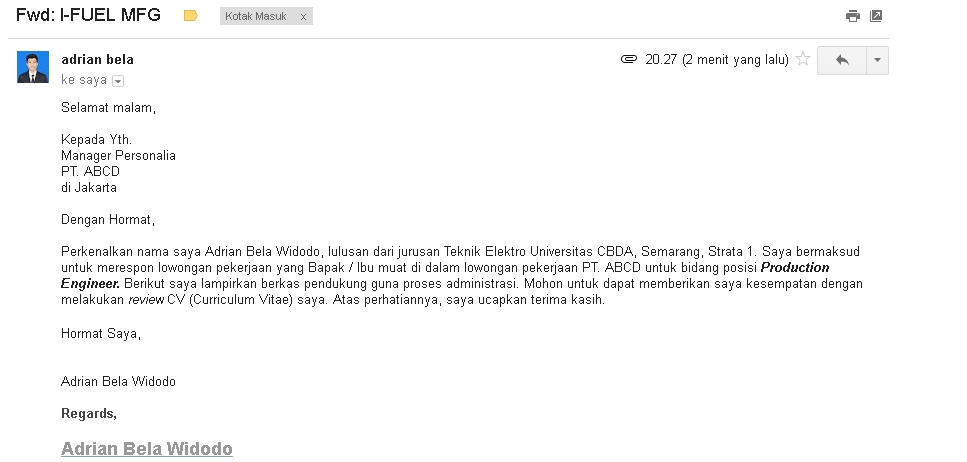 Fwd: I-FUEL MFG
Kotak Masuk x
adrian bela
20.27 (2 menit yang lalu)
ke saya
Selamat malam,
Kepada Yth.
Manager Personalia
PT. ABCD
di Jakarta
Dengan Hormat,
Perkenalkan nama saya Adrian Bela Widodo, lulusan dari jurusan Teknik Elektro Universitas CBDA, Semarang, Strata 1. Saya bermaksud
untuk merespon lowongan pekerjaan yang Bapak / Ibu muat di dalam lowongan pekerjaan PT. ABCD untuk bidang posisi Production
Engineer. Berikut saya lampirkan berkas pendukung guna proses administrasi. Mohon untuk dapat memberikan saya kesempatan dengan
melakukan review CV (Curriculum Vitae) saya. Atas perhatiannya, saya ucapkan terima kasih.
Hormat Saya,
Adrian Bela Widodo
Regards,
Adrian Bela Widodo